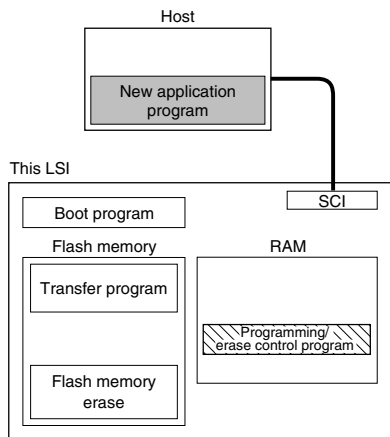 Host
New application
program
This LSI
SCI
Boot program
Flash memory
RAM
Transfer program
Programming/
erase control program
Flash memory
erase